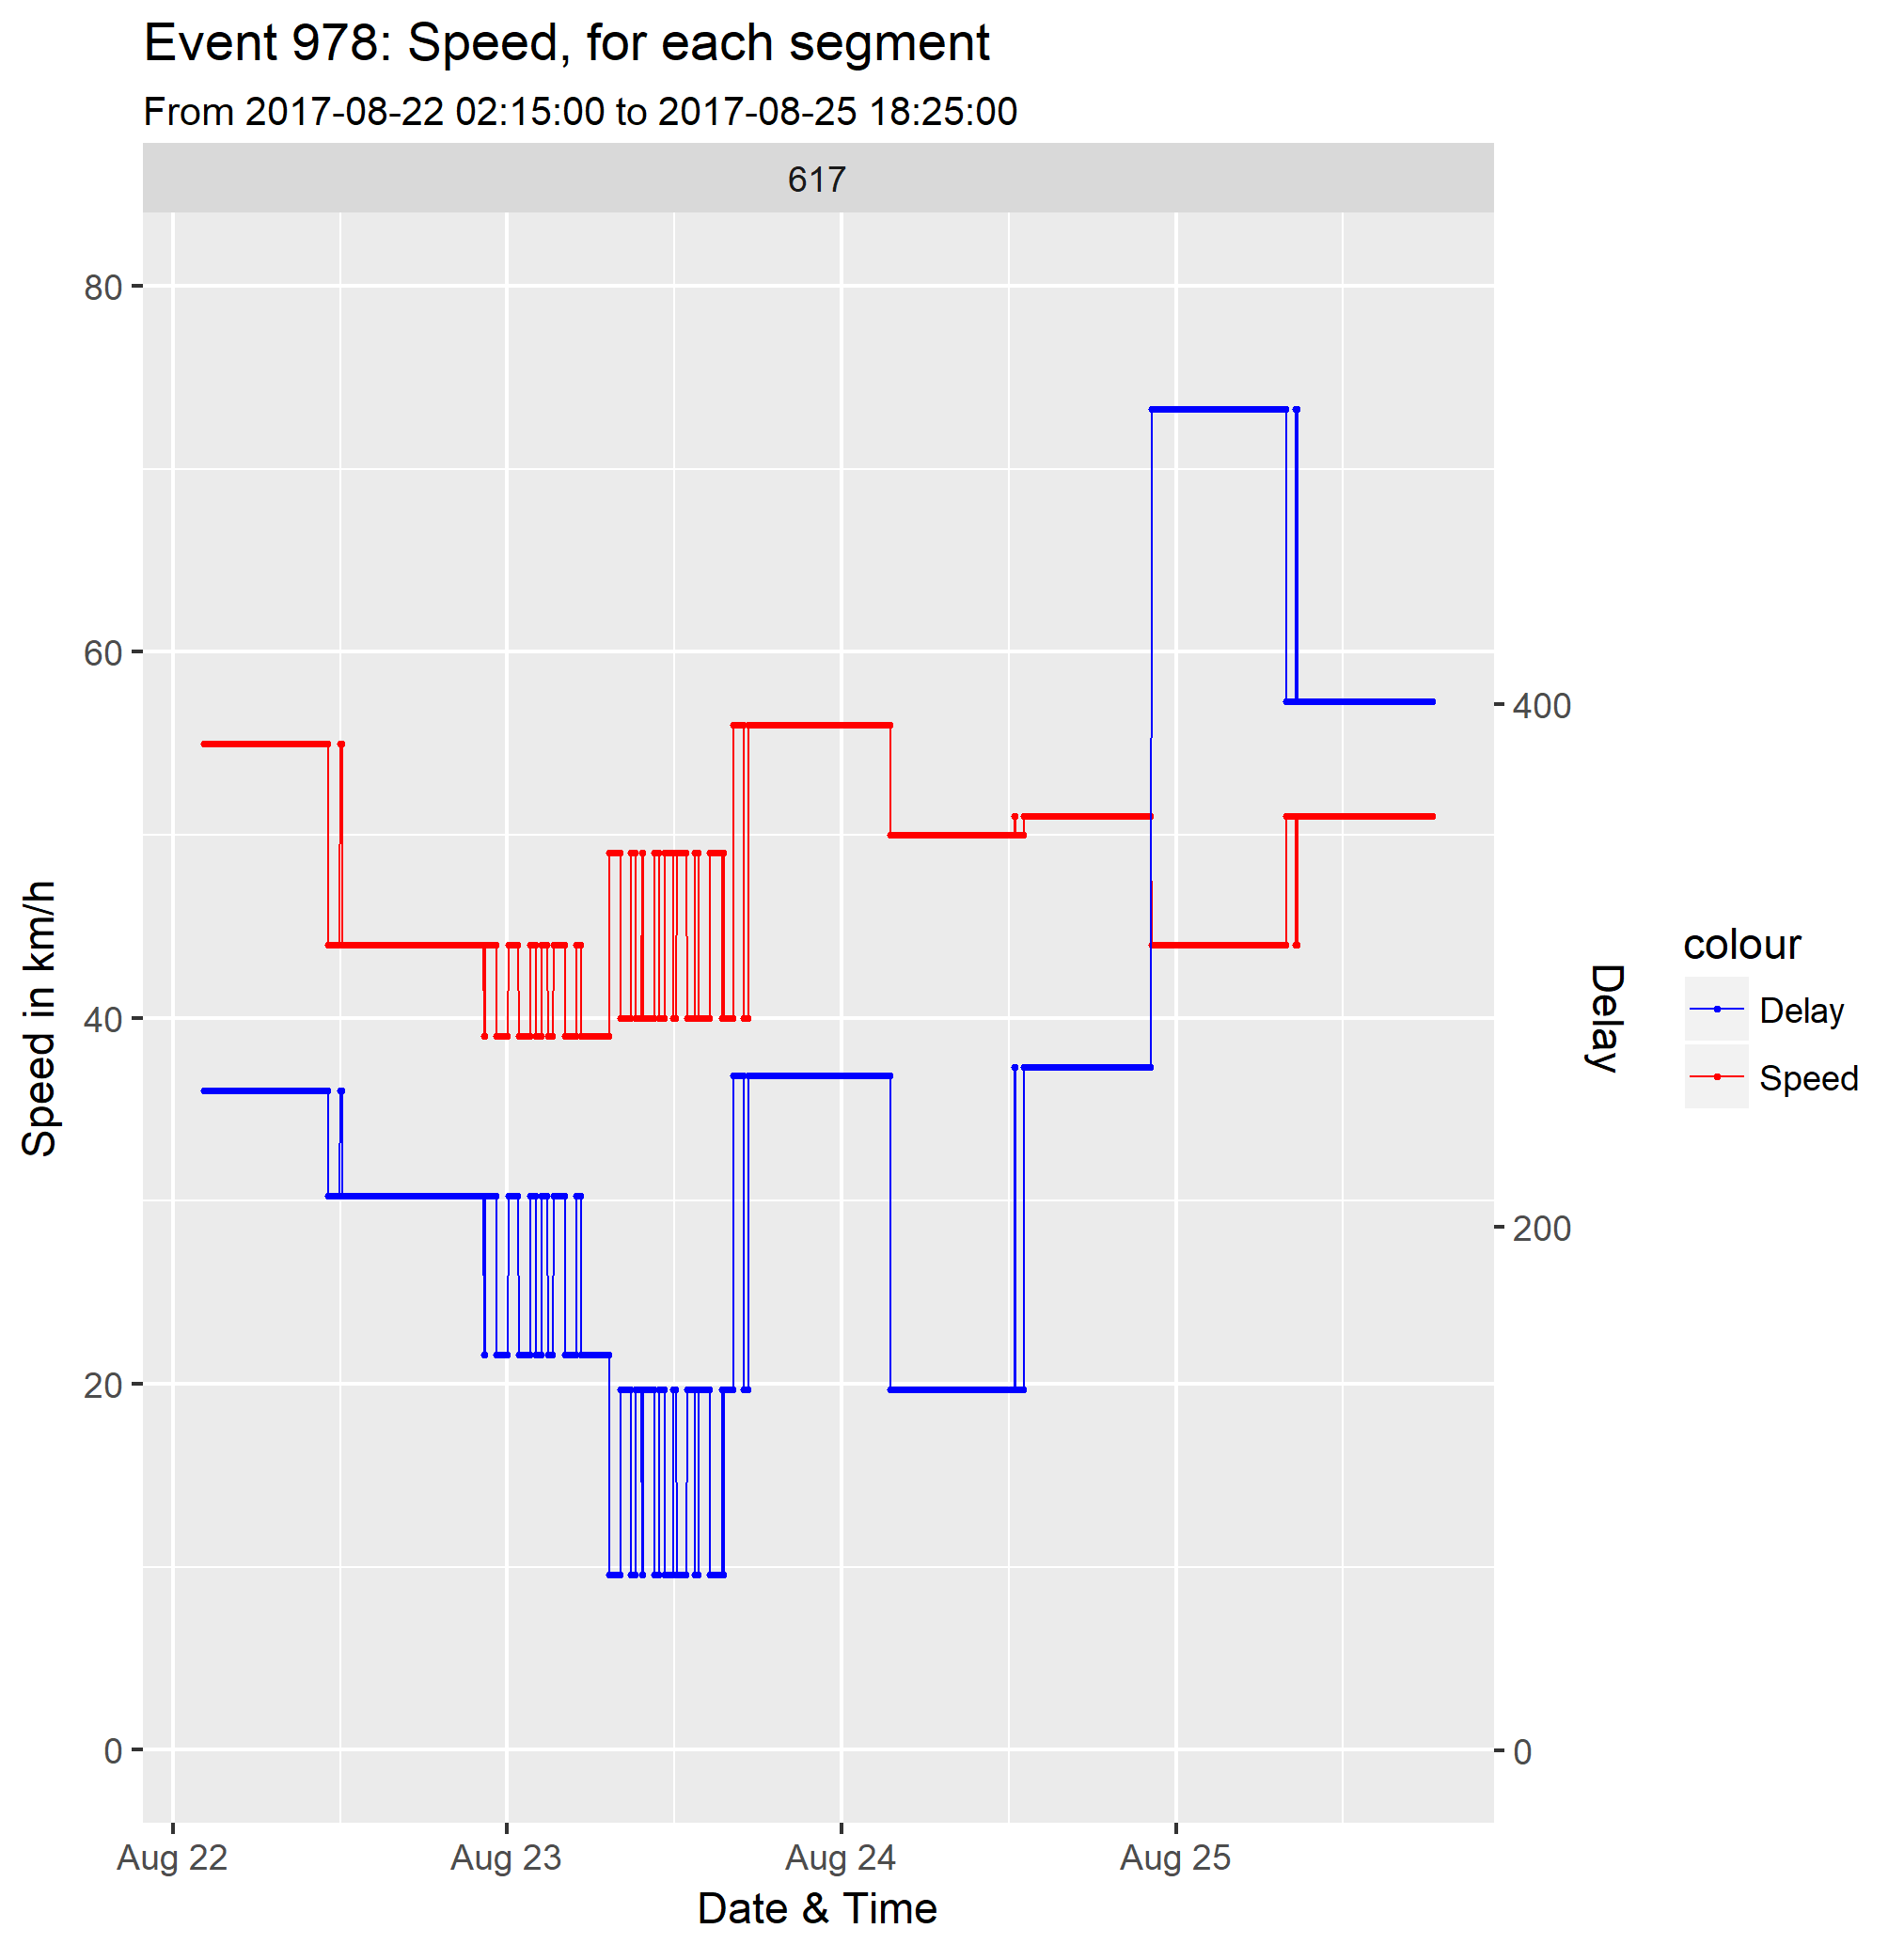 Event 978: Speed, for each segment
From 2017-08-22 02:15:00 to 2017-08-25 18:25:00
617
80
60
40
20
0
Speed in km/h
400
200
0
Delay
colour
Delay
Speed
Aug 22
Aug 23
Aug 24
Aug 25
Date & Time